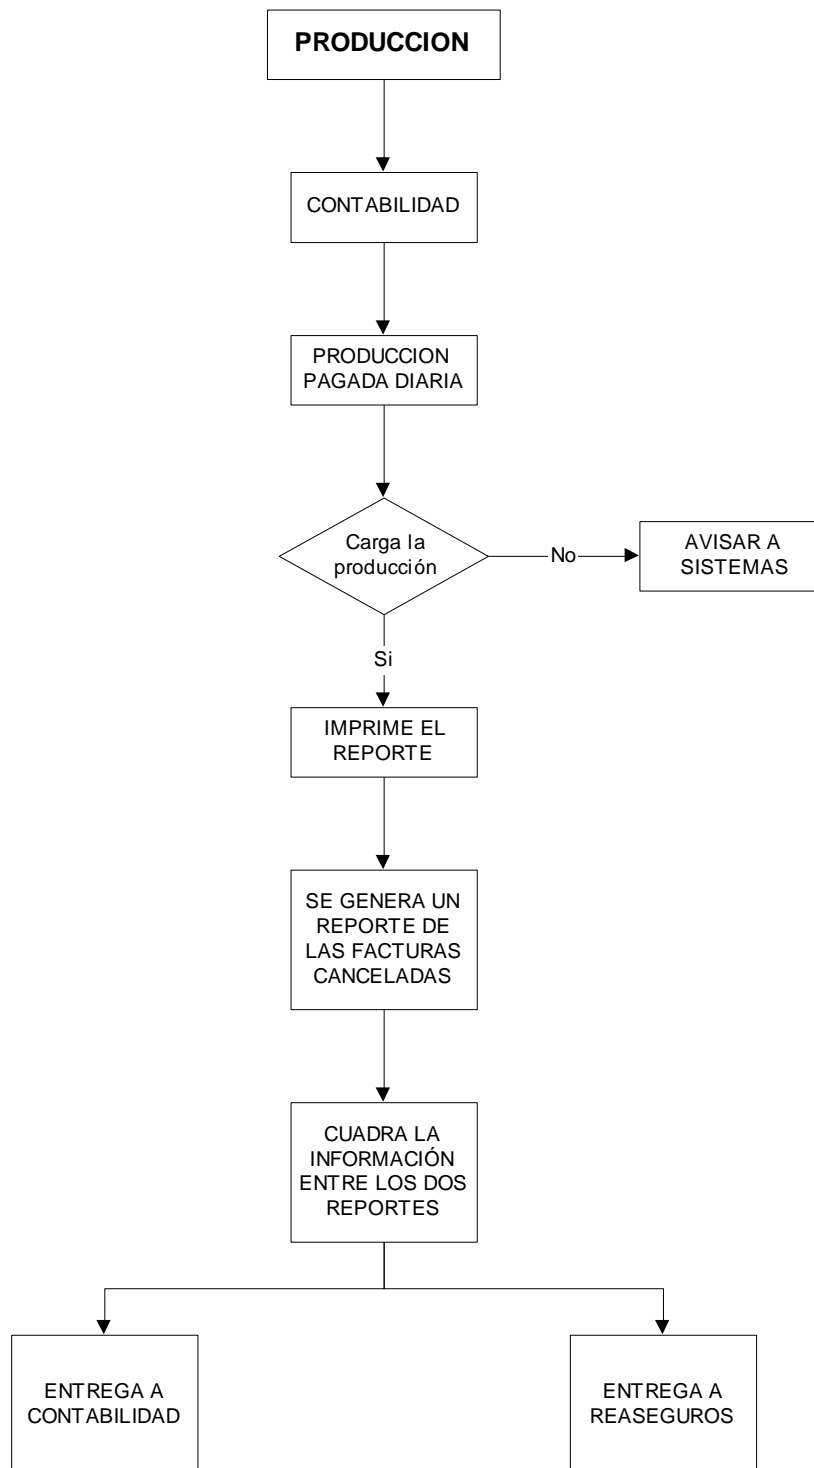 PRODUCCION
CONTABILIDAD
PRODUCCION
PAGADA DIARIA
Carga la
producción
No
AVISAR A
SISTEMAS
Si
IMPRIME EL
REPORTE
SE GENERA UN
REPORTE DE
LAS FACTURAS
CANCELADAS
CUADRA LA
INFORMACIÓN
ENTRE LOS DOS
REPORTES
ENTREGA A
CONTABILIDAD
ENTREGA A
REASEGUROS